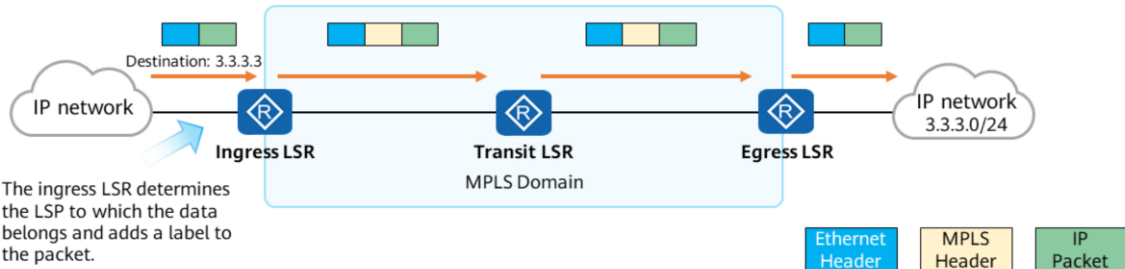 Destination: 3.3.3.3
IP network
R
R
R
IP network
3.3.3.0/24
Ingress LSR
Transit LSR
Egress LSR
MPLS Domain
The ingress LSR determines
the LSP to which the data
belongs and adds a label to
the packet.
Ethernet
Header
MPLS
Header
IP
Packet